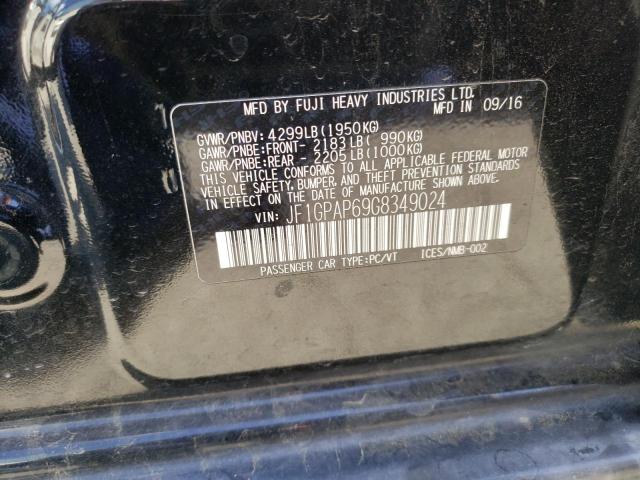 MFD BY FUJI HEAVY INDUSTRIES LTD.
MFD IN 09/16
GVWR/PNBV: 4299LB(1950KG)
GAWR/PNBE:FRONT- 2183LB( 990KG)
GAWR/PNBE:REAR - 2205LB(1000KG)
THIS VEHICLE CONFORMS TO ALL APPLICABLE FEDERAL MOTOR
VEHICLE SAFETY, BUMPER, AND THEFT PREVENTION STANDARDS
IN EFFECT ON THE DATE OF MANUFACTURE SHOWN ABOVE.
VIN: JF1GPAP69G8349024
PASSENGER CAR TYPE:PC/VT ICES/NMB-002